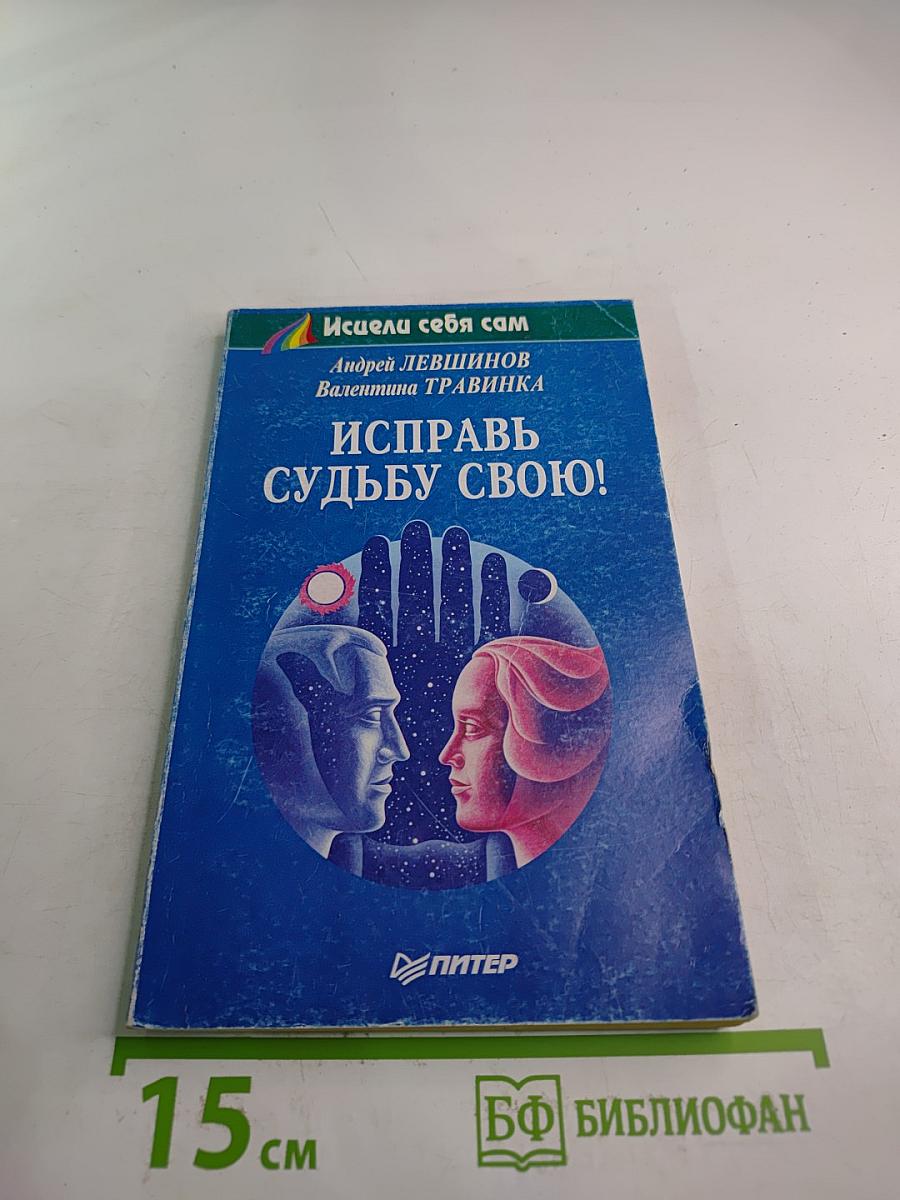 Исцели себя сам
Андрей ЛЕВШИНОВ
Валентина ТРАВИНКА
ИСПРАВЬ
СУДЬБУ СВОЮ!
ПИТЕР
15 см
БФ БИБЛИОФАН